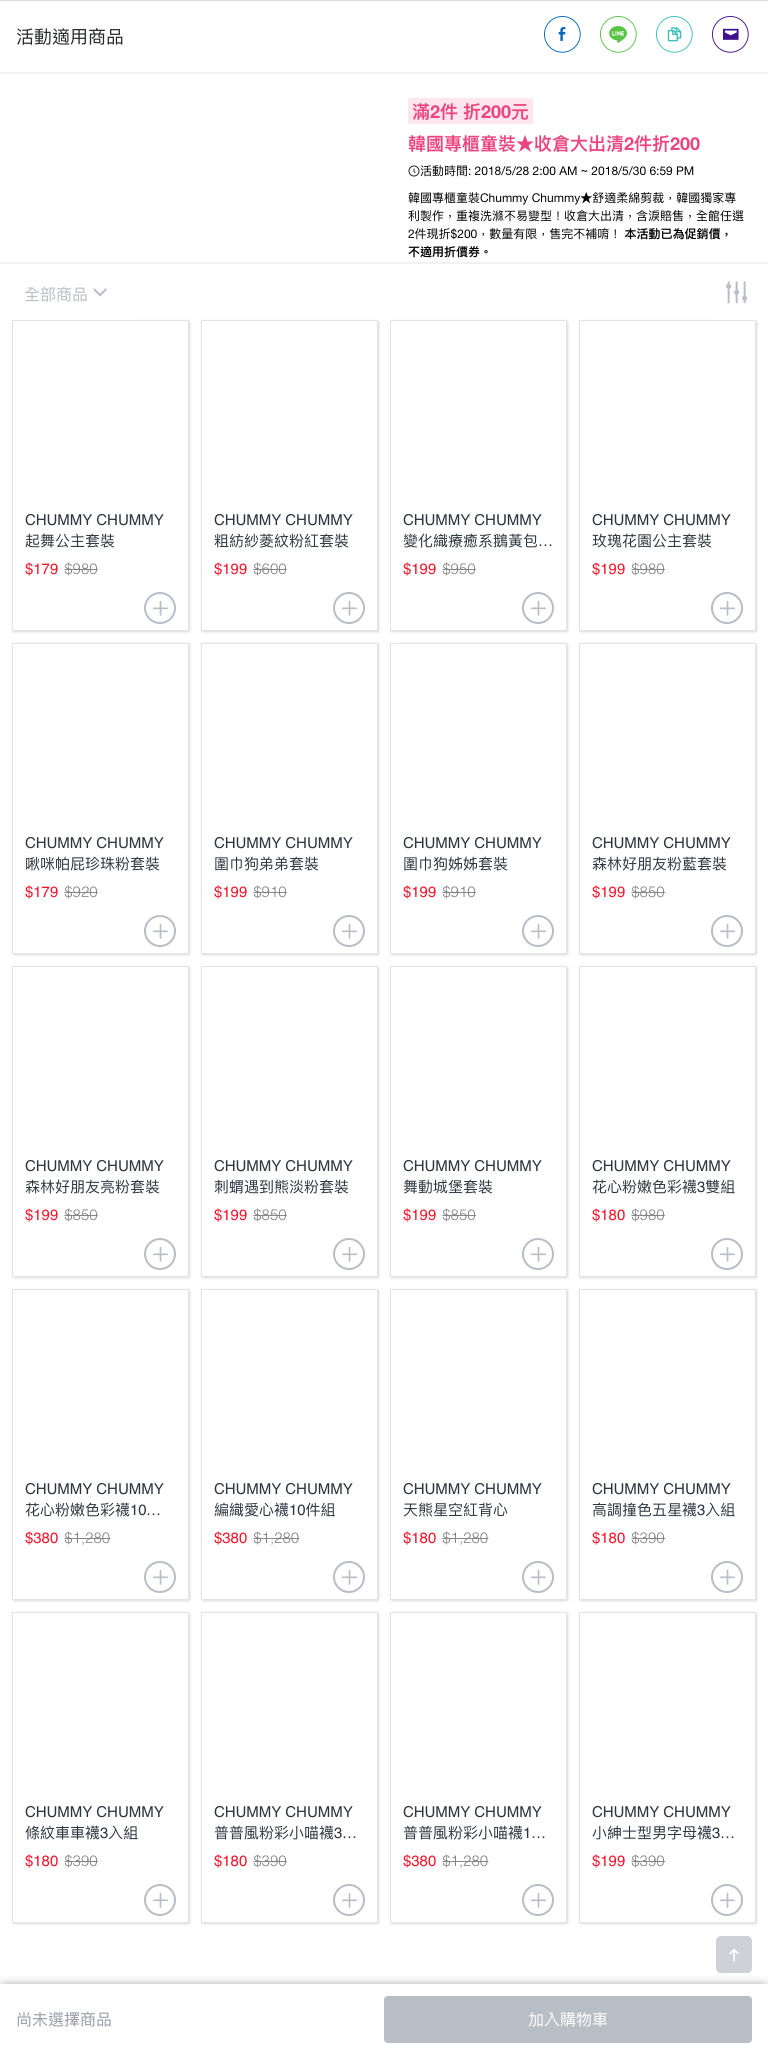 活動適用商品
滿2件 折200元
韓國專櫃童裝★收倉大出清2件折200
活動時間: 2018/5/28 2:00 AM ~ 2018/5/30 6:59 PM
韓國專櫃童裝Chummy Chummy★舒適柔綿剪裁，韓國獨家專
利製作，重複洗滌不易變型！收倉大出清，含淚賠售，全館任選
2件現折$200，數量有限，售完不補唷！ 本活動已為促銷價，
不適用折價券。
全部商品
CHUMMY CHUMMY
起舞公主套裝
$179 $980
CHUMMY CHUMMY
粗紡紗菱紋粉紅套裝
$199 $600
CHUMMY CHUMMY
變化織療癒系鵝黃包…
$199 $950
CHUMMY CHUMMY
玫瑰花園公主套裝
$199 $980
CHUMMY CHUMMY
啾咪帕屁珍珠粉套裝
$179 $920
CHUMMY CHUMMY
圍巾狗弟弟套裝
$199 $910
CHUMMY CHUMMY
圍巾狗姊姊套裝
$199 $910
CHUMMY CHUMMY
森林好朋友粉藍套裝
$199 $850
CHUMMY CHUMMY
森林好朋友亮粉套裝
$199 $850
CHUMMY CHUMMY
刺蝟遇到熊淡粉套裝
$199 $850
CHUMMY CHUMMY
舞動城堡套裝
$199 $850
CHUMMY CHUMMY
花心粉嫩色彩襪3雙組
$180 $980
CHUMMY CHUMMY
花心粉嫩色彩襪10…
$380 $1,280
CHUMMY CHUMMY
編織愛心襪10件組
$380 $1,280
CHUMMY CHUMMY
天熊星空紅背心
$180 $1,280
CHUMMY CHUMMY
高調撞色五星襪3入組
$180 $390
CHUMMY CHUMMY
條紋車車襪3入組
$180 $390
CHUMMY CHUMMY
普普風粉彩小喵襪3…
$180 $390
CHUMMY CHUMMY
普普風粉彩小喵襪1…
$380 $1,280
CHUMMY CHUMMY
小紳士型男字母襪3…
$199 $390
尚未選擇商品
加入購物車